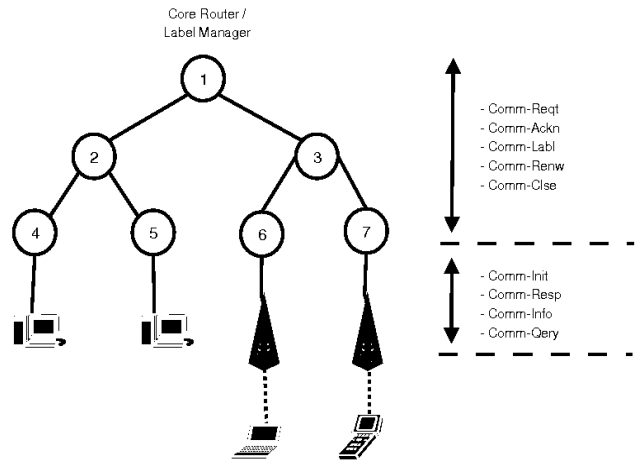 Core Router /
Label Manager
1
2
3
4
5
6
7
- Comm-Reqt
- Comm-Ackn
- Comm-Labl
- Comm-Renw
- Comm-Clse
- Comm-Init
- Comm-Resp
- Comm-Info
- Comm-Qery